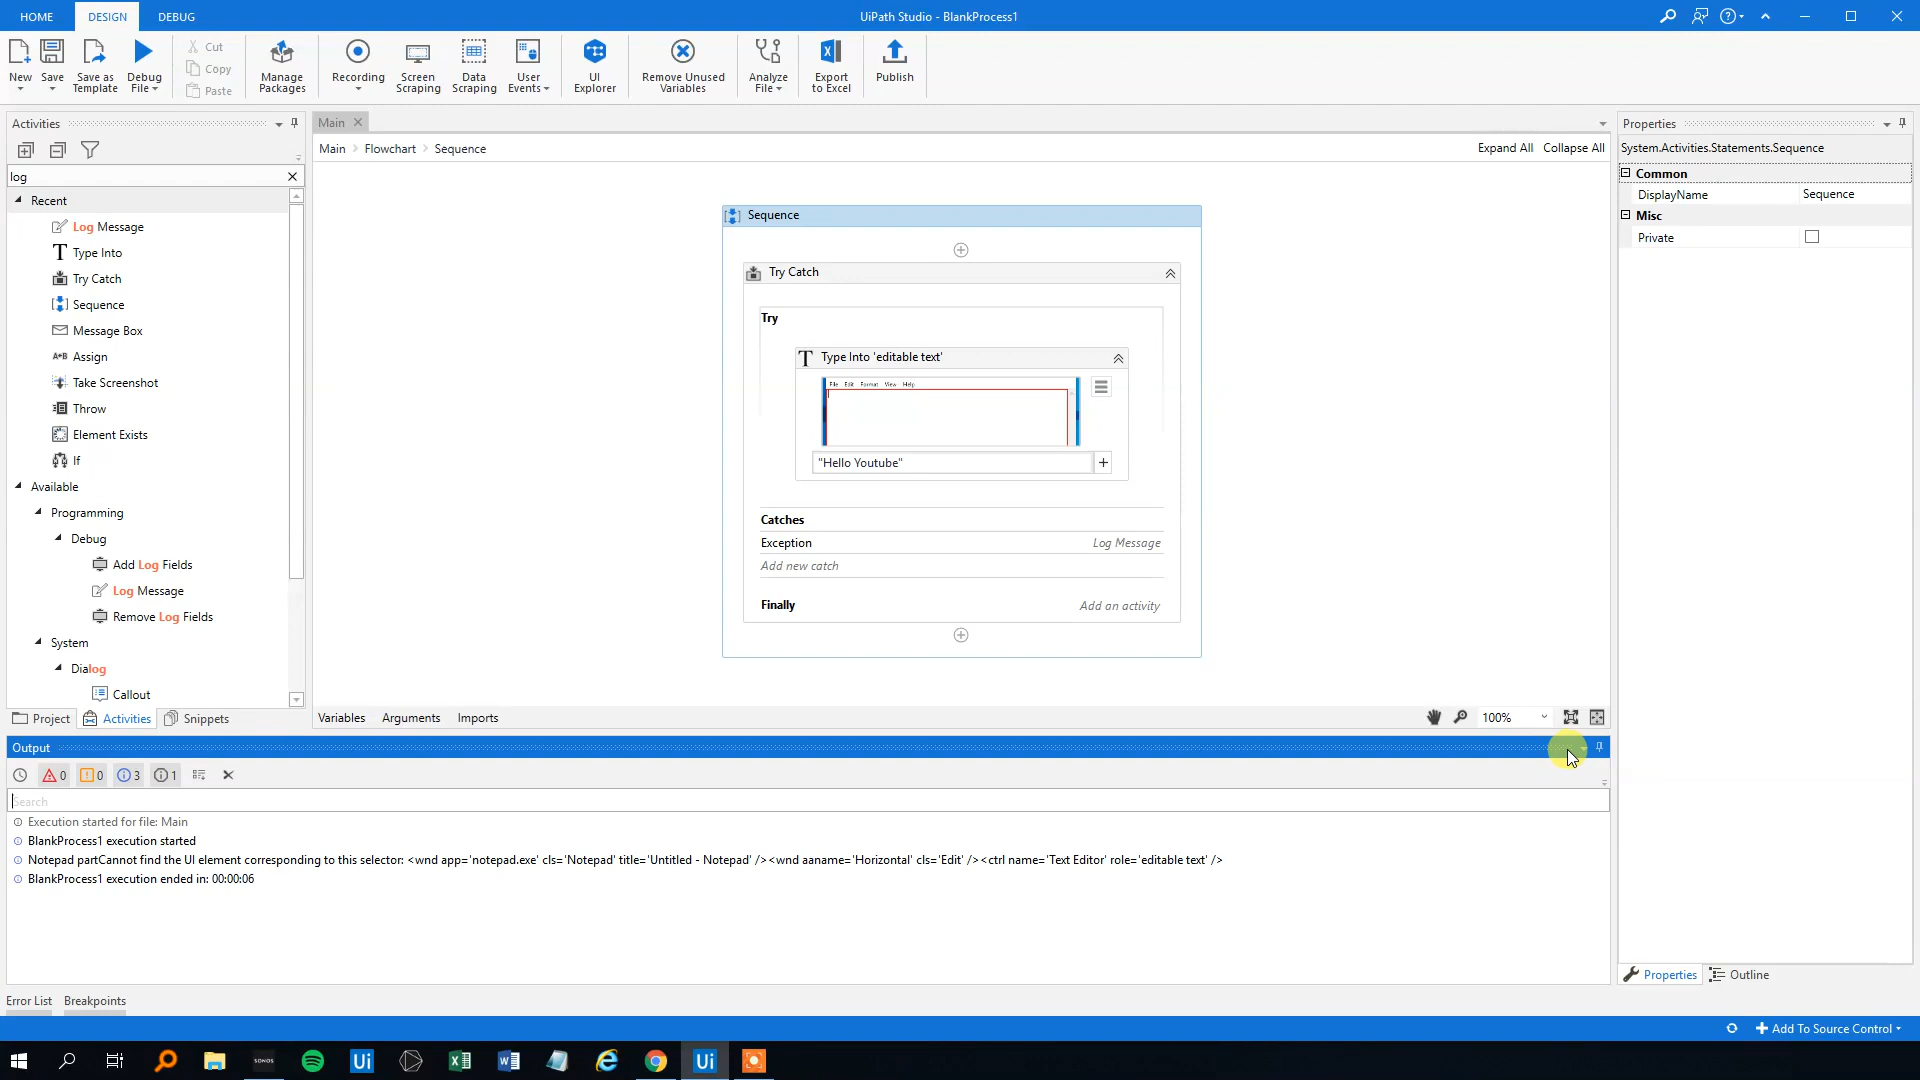 HOME DESIGN DEBUG
UiPath Studio - BlankProcess1
New Save Save as Template Debug File
Cut
Copy
Paste
Manage Packages
Recording
Screen Scraping
Data Scraping
User Events
UI Explorer
Remove Unused Variables
Analyze File
Export to Excel
Publish
Activities
log
Recent
Log Message
Type Into
Try Catch
Sequence
Message Box
Assign
Take Screenshot
Throw
Element Exists
If
Available
Programming
Debug
Add Log Fields
Log Message
Remove Log Fields
System
Dialog
Callout
Project Activities Snippets
Main
Main Flowchart Sequence
Expand All Collapse All
Sequence
Try Catch
Try
Type Into 'editable text'
File Edit Format View Help
"Hello Youtube"
Catches
Exception Log Message
Add new catch
Finally Add an activity
Variables Arguments Imports
100%
Properties
System.Activities.Statements.Sequence
Common
DisplayName Sequence
Misc
Private
Properties Outline
Output
0 0 3 1
Search
Execution started for file: Main
BlankProcess1 execution started
Notepad partCannot find the UI element corresponding to this selector: <wnd app='notepad.exe' cls='Notepad' title='Untitled - Notepad' /><wnd aaname='Horizontal' cls='Edit' /><ctrl name='Text Editor' role='editable text' />
BlankProcess1 execution ended in: 00:00:06
Error List Breakpoints
Add To Source Control
SONOS